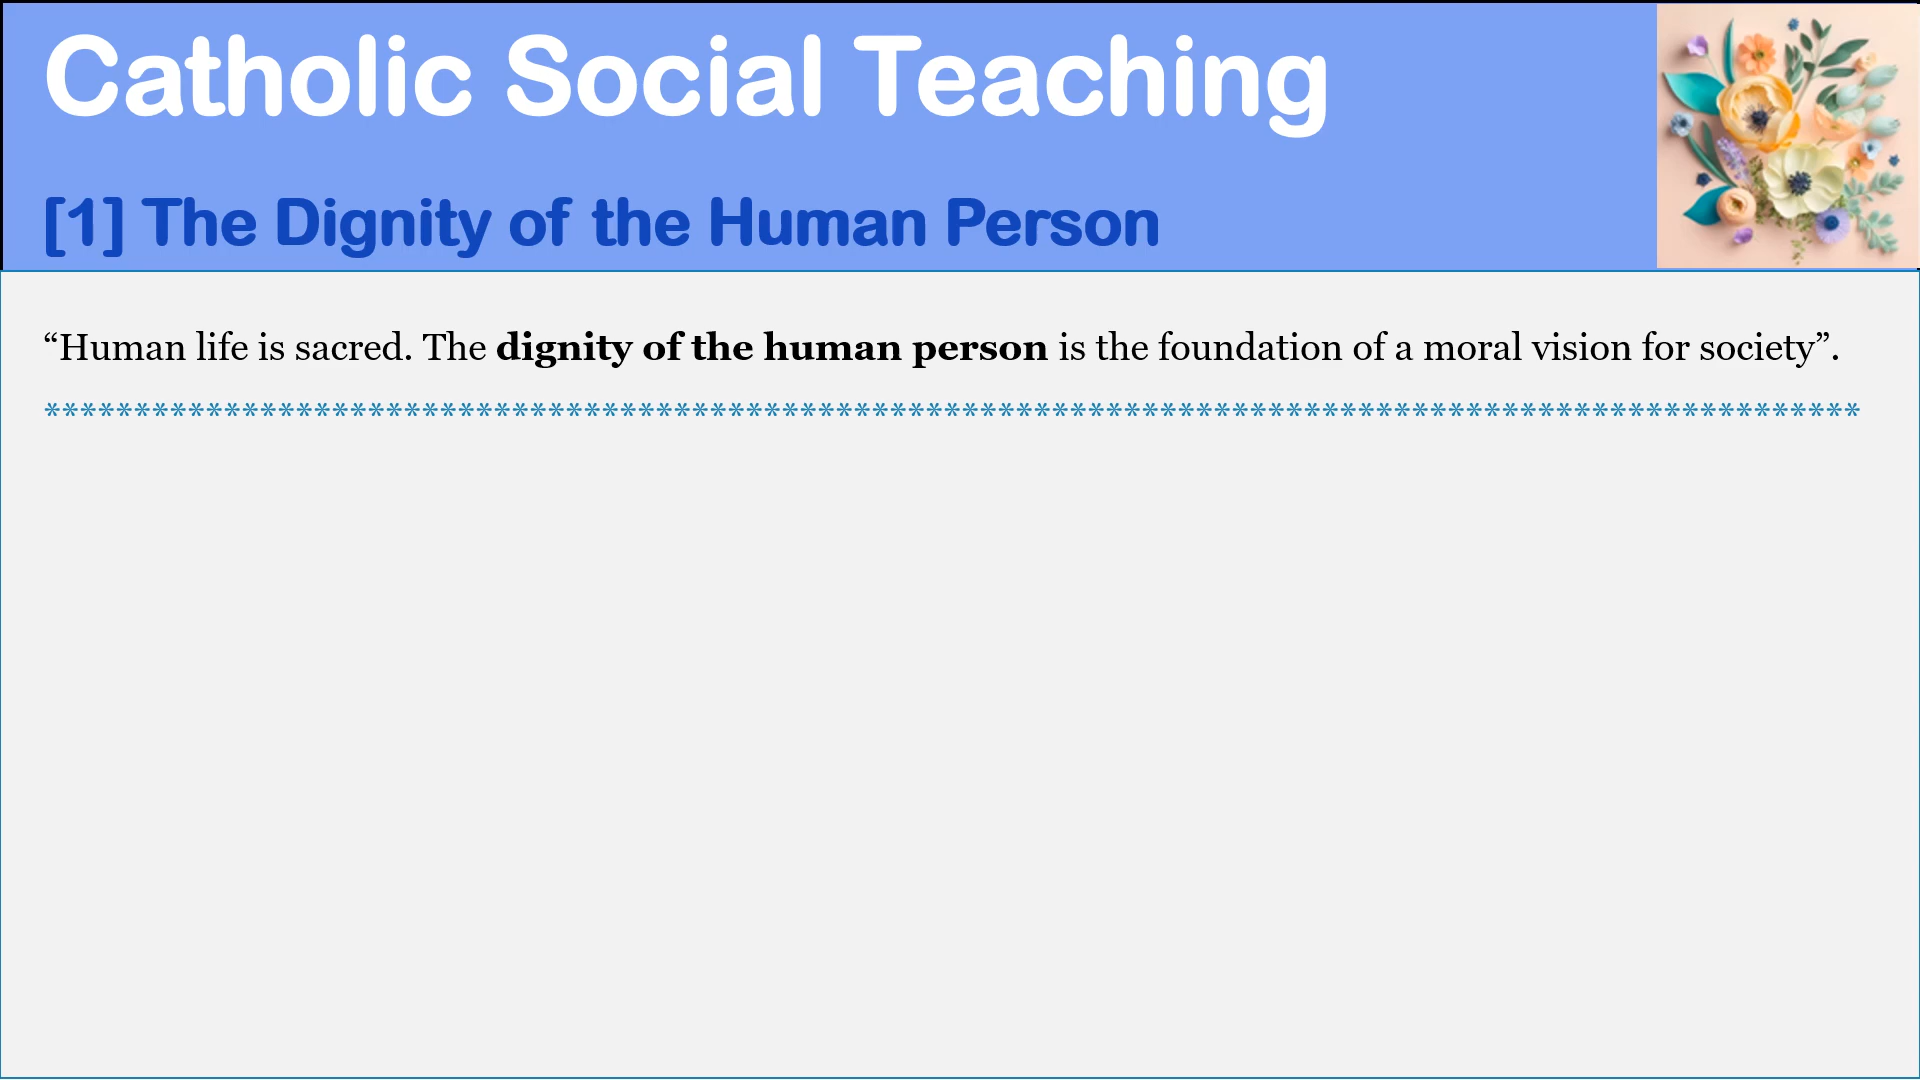 Catholic Social Teaching
[1] The Dignity of the Human Person
“Human life is sacred. The dignity of the human person is the foundation of a moral vision for society”.
*****************************************************************************************************